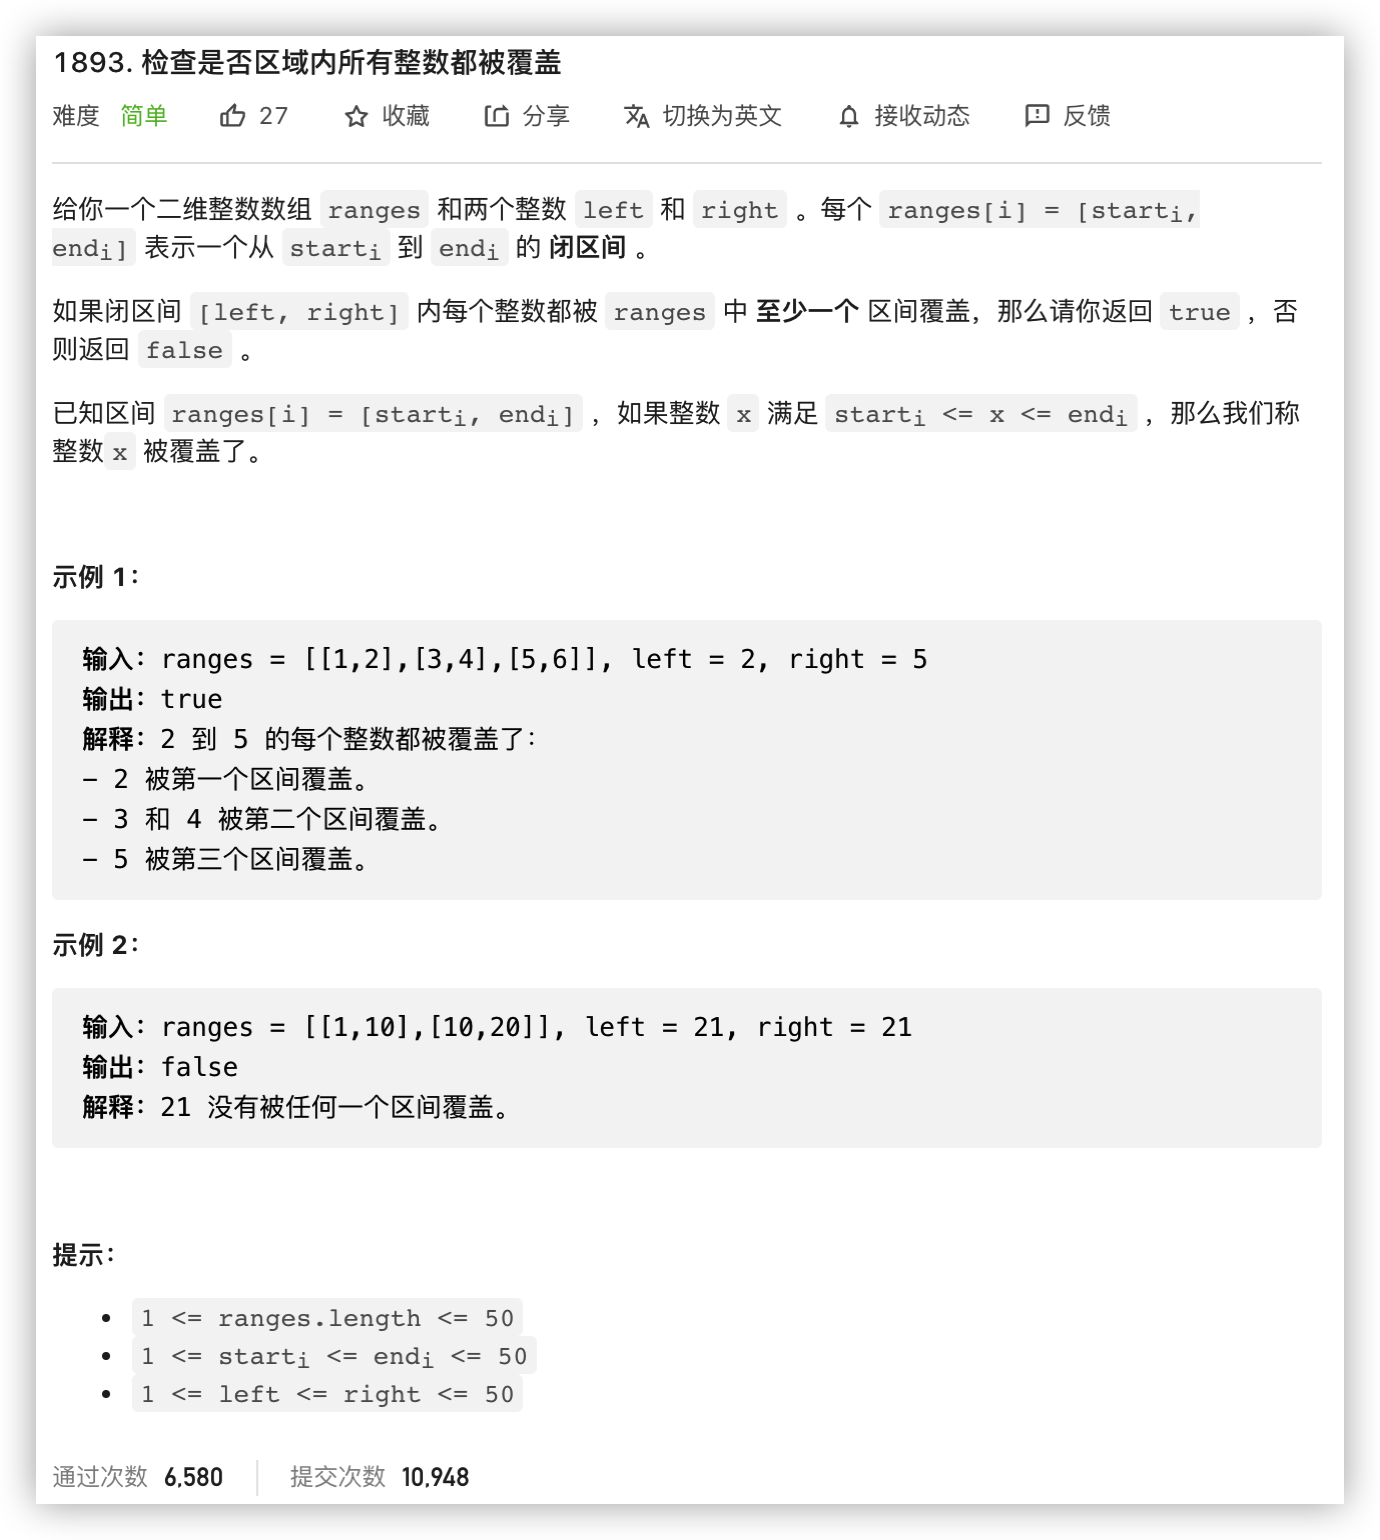 1893. 检查是否区域内所有整数都被覆盖
难度 简单 27 收藏 分享 切换为英文 接收动态 反馈
给你一个二维整数数组 ranges 和两个整数 left 和 right 。每个 ranges[i] = [starti,
endi] 表示一个从 starti 到 endi 的 闭区间 。
如果闭区间 [left, right] 内每个整数都被 ranges 中 至少一个 区间覆盖，那么请你返回 true ，否
则返回 false 。
已知区间 ranges[i] = [starti, endi] ，如果整数 x 满足 starti <= x <= endi ，那么我们称
整数 x 被覆盖了。
示例 1：
输入：ranges = [[1,2],[3,4],[5,6]], left = 2, right = 5
输出：true
解释：2 到 5 的每个整数都被覆盖了：
- 2 被第一个区间覆盖。
- 3 和 4 被第二个区间覆盖。
- 5 被第三个区间覆盖。
示例 2：
输入：ranges = [[1,10],[10,20]], left = 21, right = 21
输出：false
解释：21 没有被任何一个区间覆盖。
提示：
• 1 <= ranges.length <= 50
• 1 <= starti <= endi <= 50
• 1 <= left <= right <= 50
通过次数 6,580 提交次数 10,948